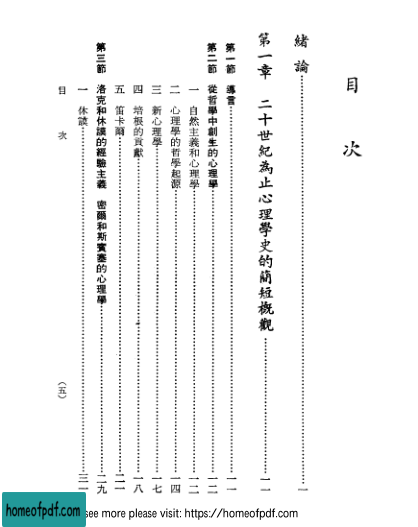 目次
緒論……一
第一章 二十世紀為止心理學史的簡短概觀……一一
第一節 導言……一一
第二節 從哲學中創生的心理學……一二
一 自然主義和心理學……一二
二 心理學的哲學起源……一四
三 新心理學……一七
四 培根的貢獻……一八
五 笛卡爾……二一
第三節 洛克和休謨的經驗主義 密爾和斯賓塞的心理學……二九
一 休謨……三一
目次 （五）
homeofpdf.com
see more please visit: https://homeofpdf.com